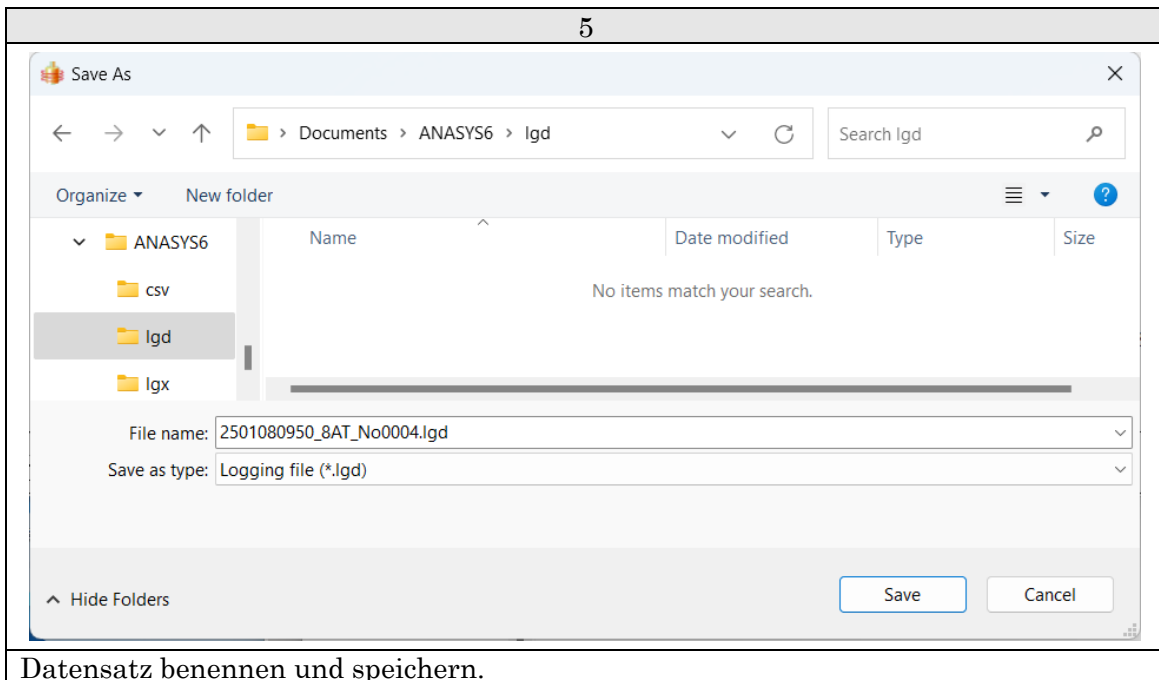 5
Save As
Documents > ANASYS6 > lgd
Search lgd
Organize New folder
ANASYS6 Name Date modified Type Size
csv No items match your search.
lgd
lgx
File name: 2501080950_8AT_No0004.lgd
Save as type: Logging file (*.lgd)
Hide Folders Save Cancel
Datensatz benennen und speichern.